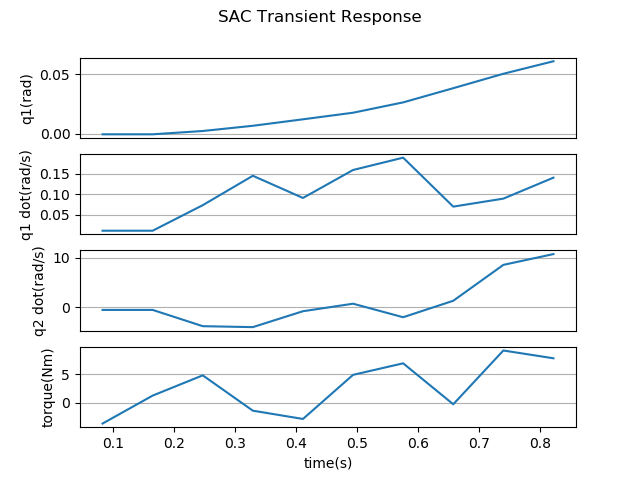 SAC Transient Response
q1(rad)
0.05
0.00
q1 dot(rad/s)
0.15
0.10
0.05
q2 dot(rad/s)
10
0
torque(Nm)
5
0
0.1 0.2 0.3 0.4 0.5 0.6 0.7 0.8
time(s)